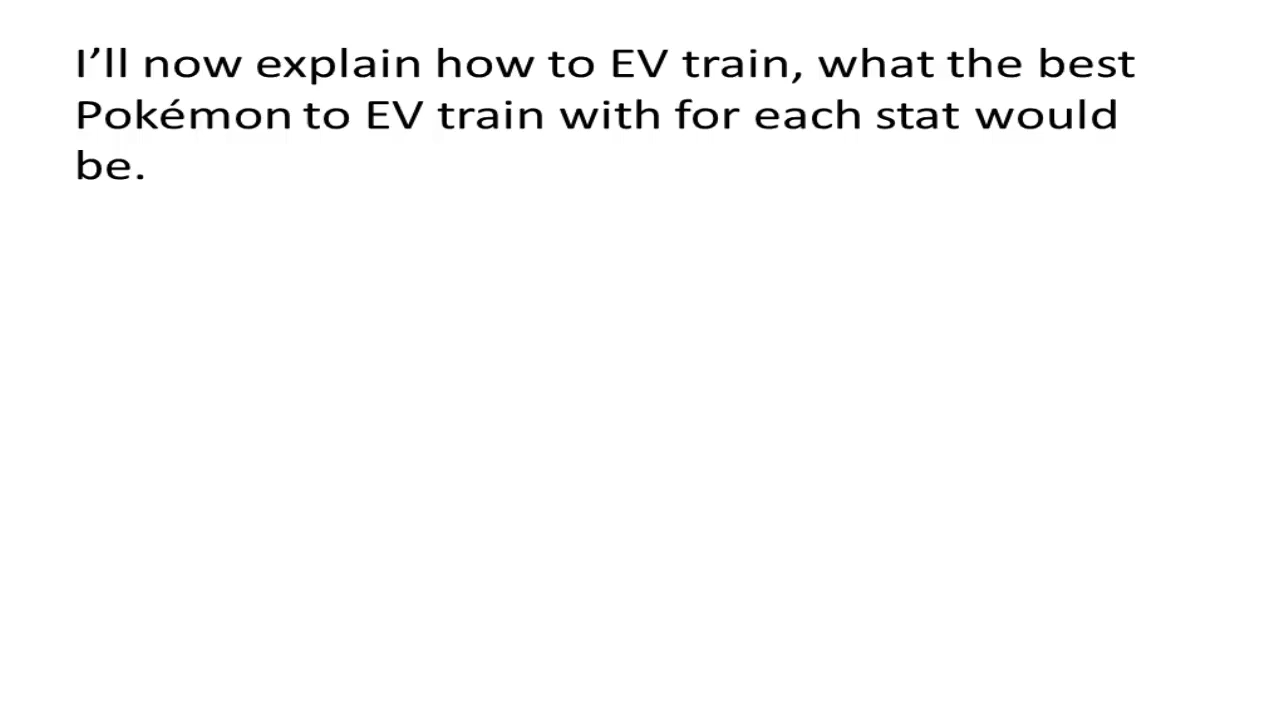 I’ll now explain how to EV train, what the best
Pokémon to EV train with for each stat would
be.